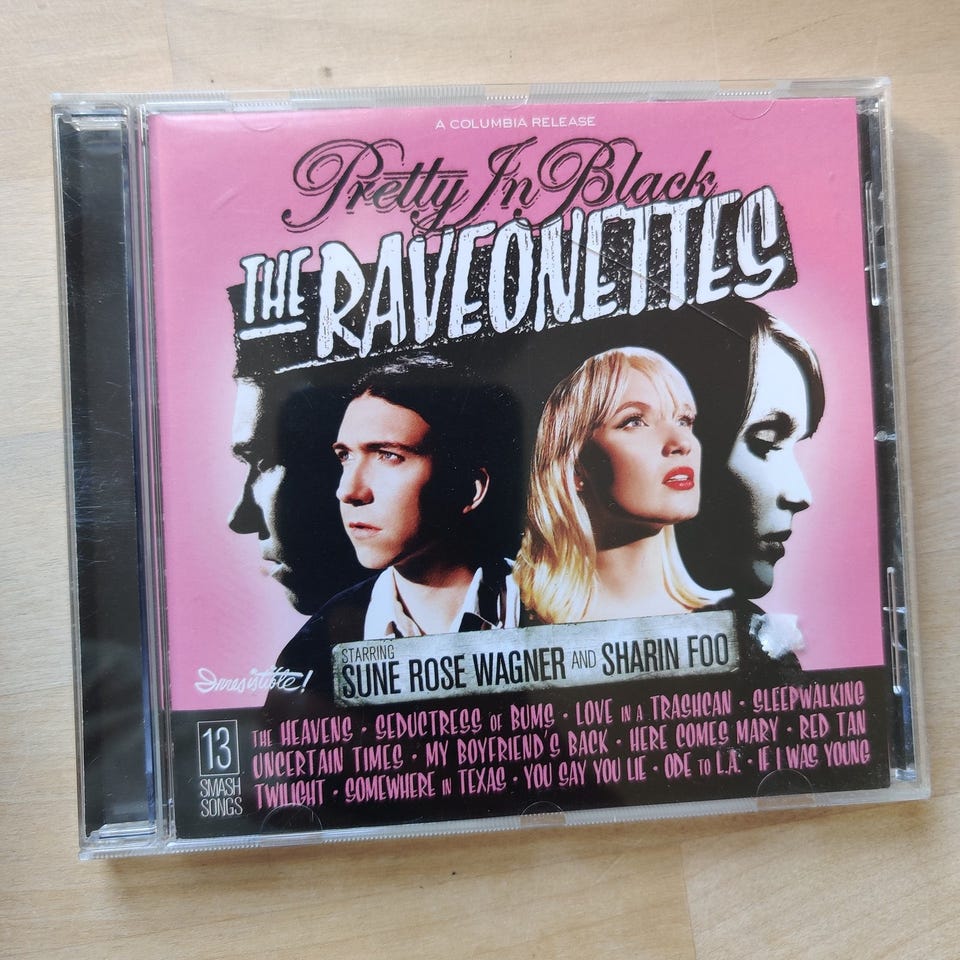 A COLUMBIA RELEASE
Pretty In Black
THE RAVEONETTES
STARRING
SUNE ROSE WAGNER AND SHARIN FOO
Irresistible!
13
SMASH
SONGS
THE HEAVENS · SEDUCTRESS OF BUMS · LOVE IN A TRASHCAN · SLEEPWALKING
UNCERTAIN TIMES · MY BOYFRIEND'S BACK · HERE COMES MARY · RED TAN
TWILIGHT · SOMEWHERE IN TEXAS · YOU SAY YOU LIE · ODE TO L.A. · IF I WAS YOUNG